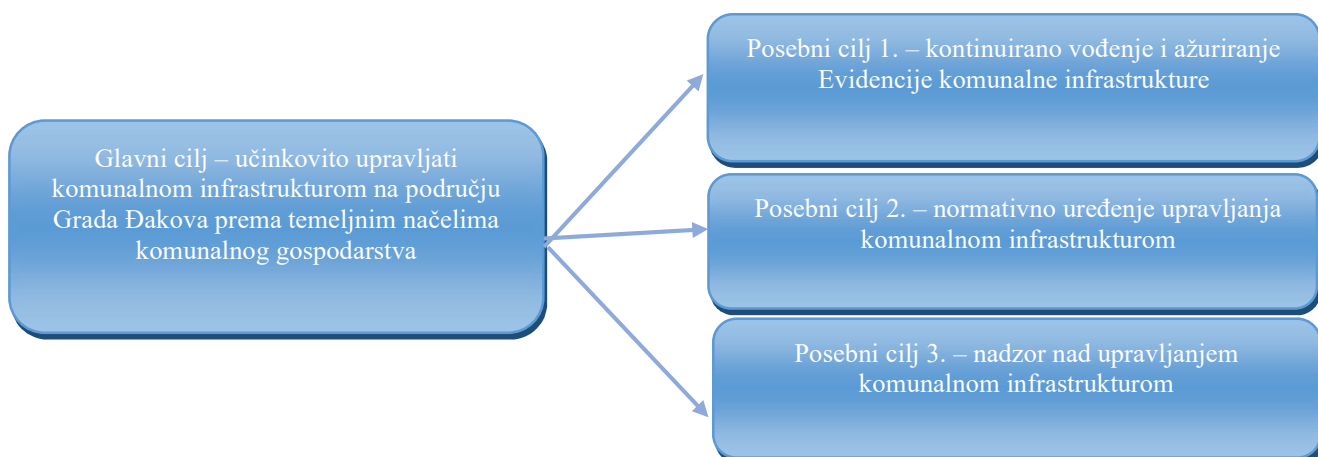 Glavni cilj – učinkovito upravljati
komunalnom infrastrukturom na području
Grada Đakova prema temeljnim načelima
komunalnog gospodarstva
Posebni cilj 1. – kontinuirano vođenje i ažuriranje
Evidencije komunalne infrastrukture
Posebni cilj 2. – normativno uređenje upravljanja
komunalnom infrastrukturom
Posebni cilj 3. – nadzor nad upravljanjem
komunalnom infrastrukturom